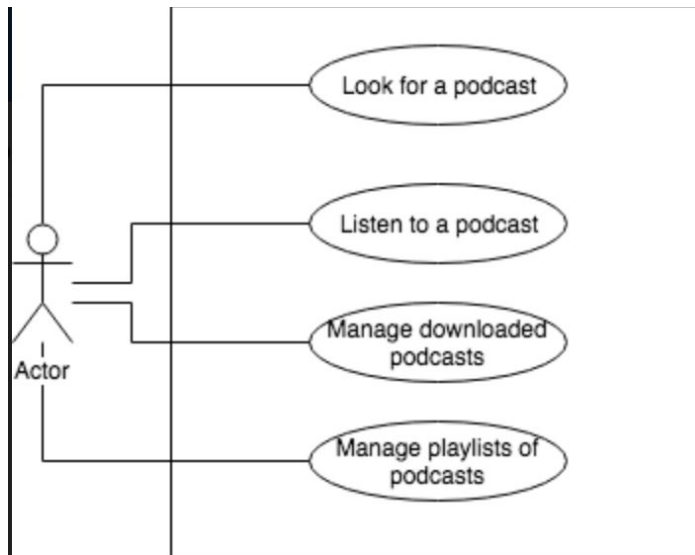 Look for a podcast
Listen to a podcast
Manage downloaded
podcasts
Actor
Manage playlists of
podcasts